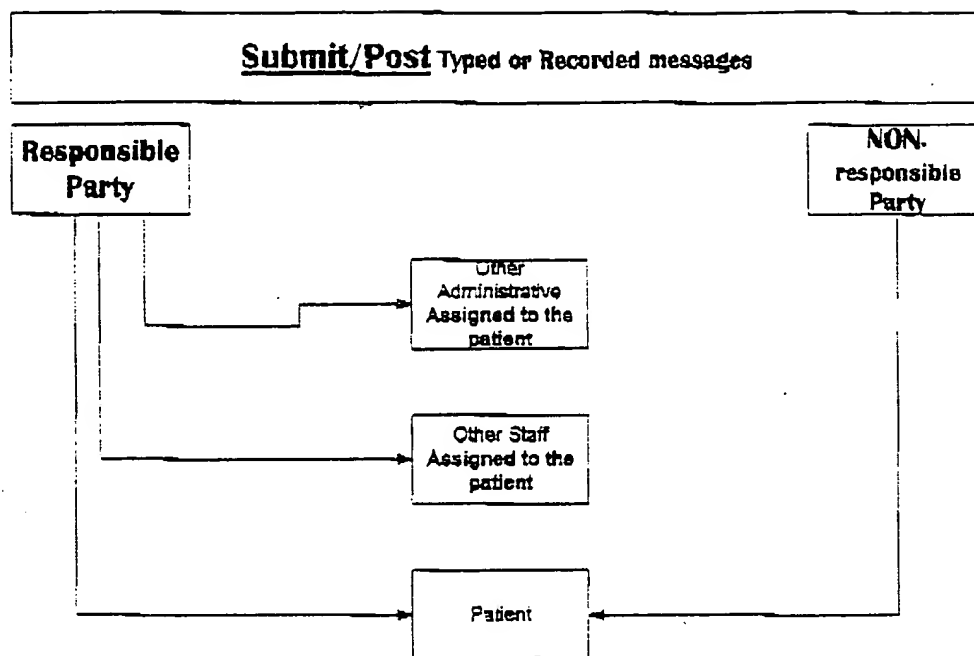 Submit/Post Typed or Recorded messages
Responsible
Party
NON-
responsible
Party
Other
Administrative
Assigned to the
patient
Other Staff
Assigned to the
patient
Patient